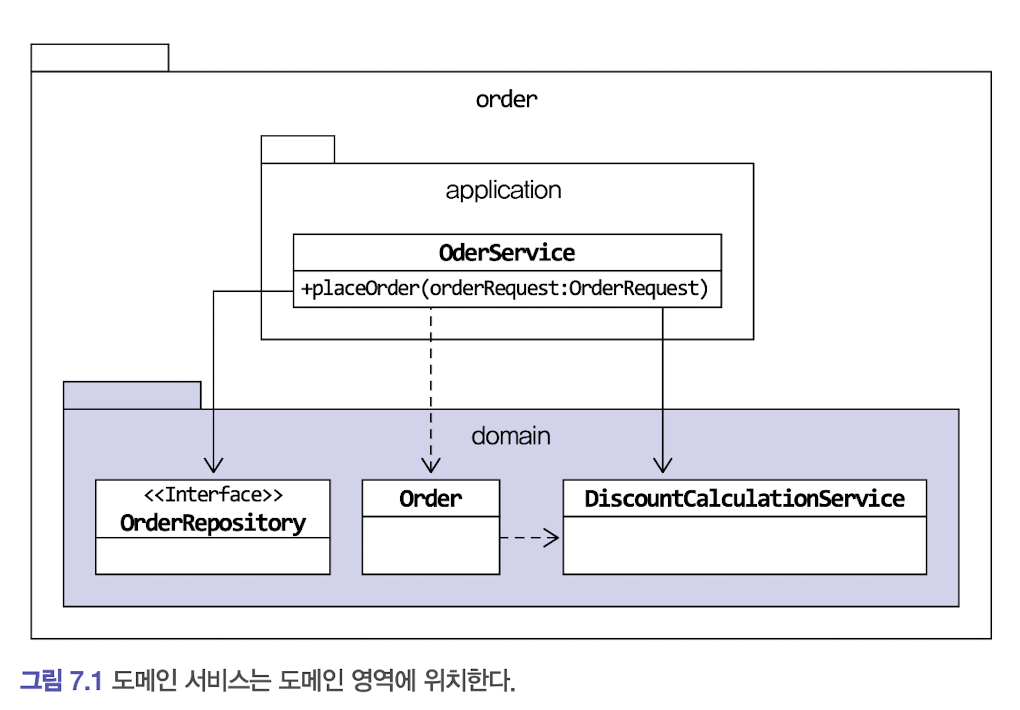 order
application
OderService
+placeOrder(orderRequest:OrderRequest)
domain
<<Interface>>
OrderRepository
Order
DiscountCalculationService
그림 7.1 도메인 서비스는 도메인 영역에 위치한다.